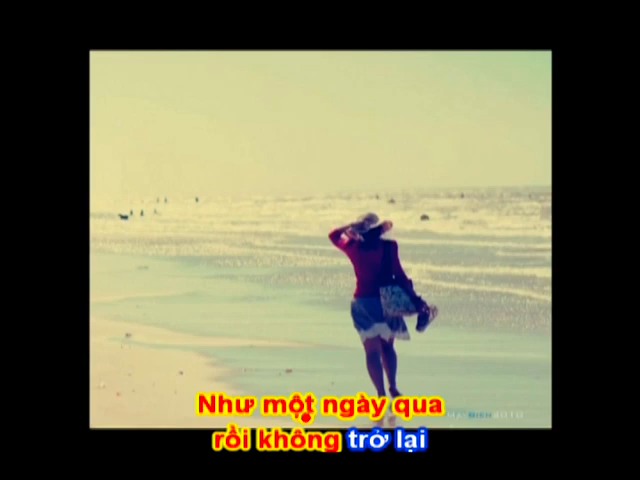 Như một ngày qua
rồi không trở lại